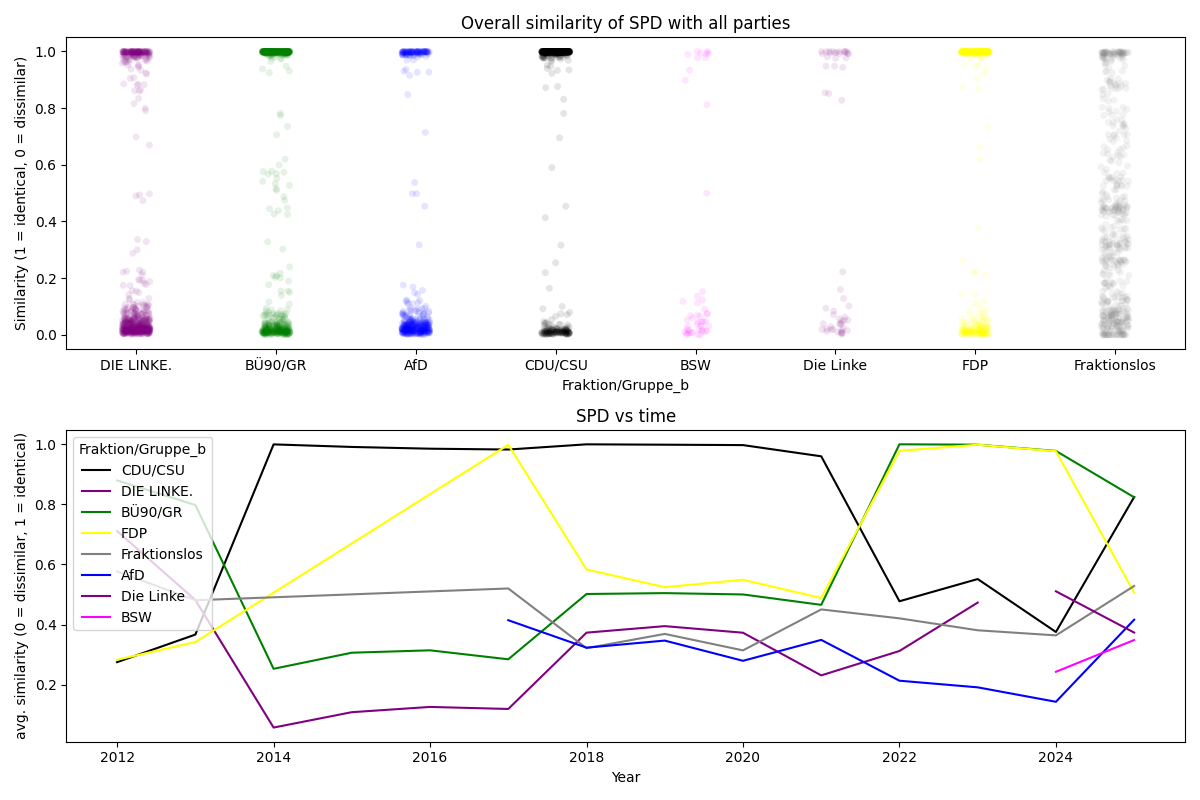 Overall similarity of SPD with all parties
Similarity (1 = identical, 0 = dissimilar)
1.0
0.8
0.6
0.4
0.2
0.0
DIE LINKE. BÜ90/GR AfD CDU/CSU BSW Die Linke FDP Fraktionslos
Fraktion/Gruppe_b
SPD vs time
avg. similarity (0 = dissimilar, 1 = identical)
1.0
0.8
0.6
0.4
0.2
Fraktion/Gruppe_b
CDU/CSU
DIE LINKE.
BÜ90/GR
FDP
Fraktionslos
AfD
Die Linke
BSW
2012 2014 2016 2018 2020 2022 2024
Year